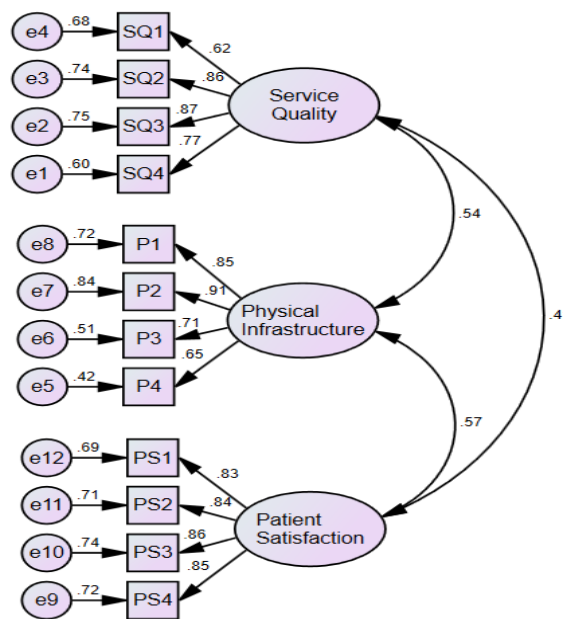 e4 .68 SQ1 .62
e3 .74 SQ2 .86
e2 .75 SQ3 .87
e1 .60 SQ4 .77
Service
Quality
.54
e8 .72 P1 .85
e7 .84 P2 .91
e6 .51 P3 .71
e5 .42 P4 .65
Physical
Infrastructure
.4
.57
e12 .69 PS1 .83
e11 .71 PS2 .84
e10 .74 PS3 .86
e9 .72 PS4 .85
Patient
Satisfaction